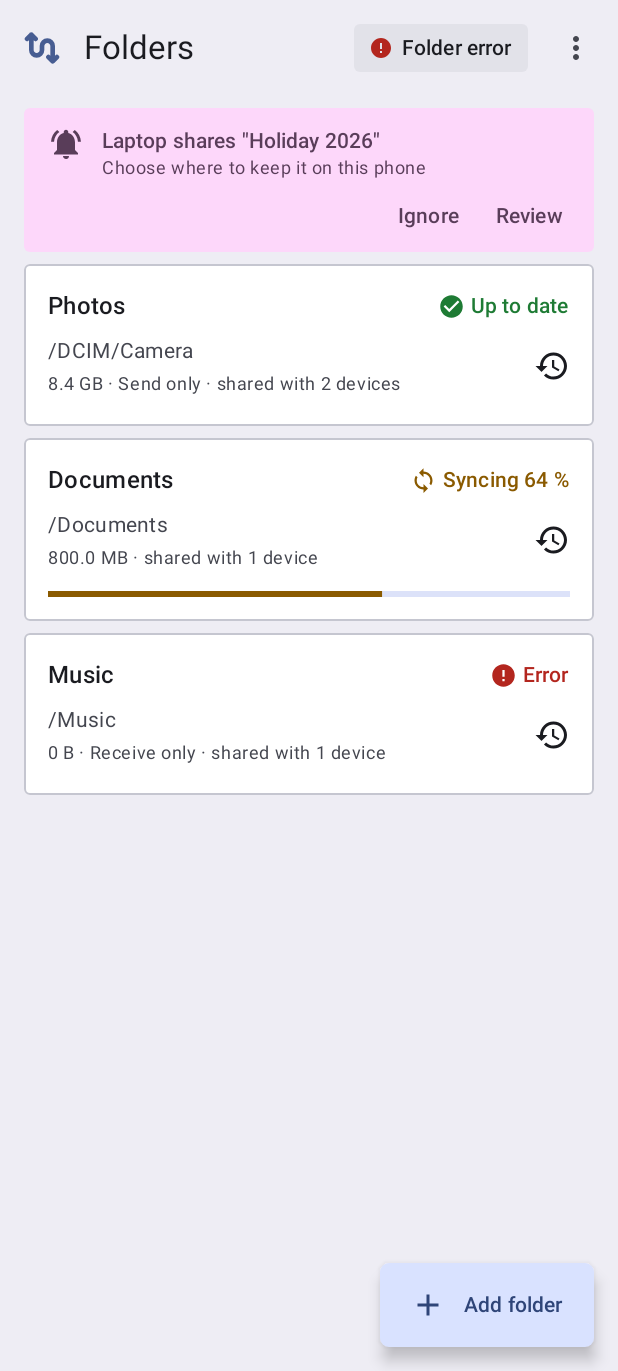 Folders
Folder error
Laptop shares "Holiday 2026"
Choose where to keep it on this phone
Ignore
Review
Photos
Up to date
/DCIM/Camera
8.4 GB · Send only · shared with 2 devices
Documents
Syncing 64 %
/Documents
800.0 MB · shared with 1 device
Music
Error
/Music
0 B · Receive only · shared with 1 device
Add folder